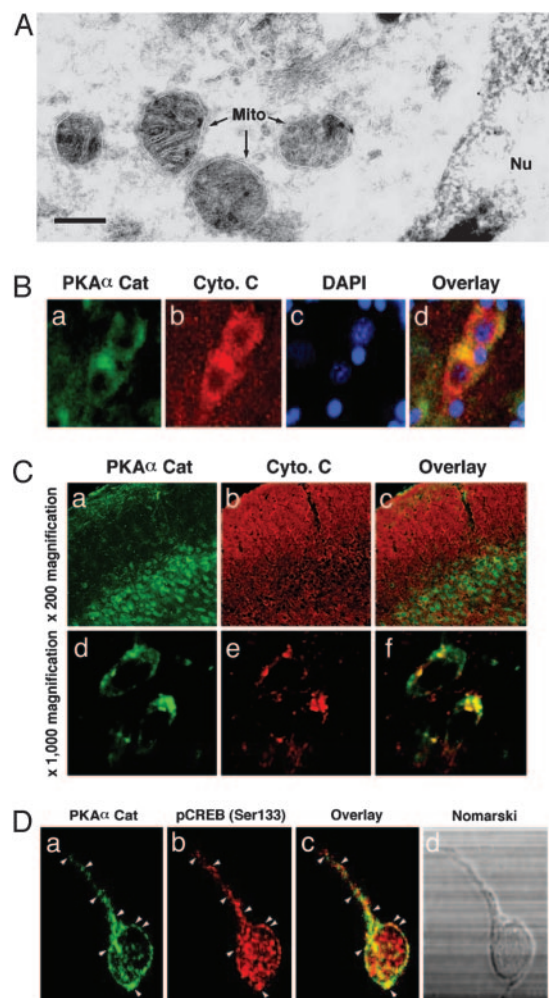 A
Mito
Nu
B
PKAα Cat Cyto. C DAPI Overlay
a b c d
C
PKAα Cat Cyto. C Overlay
x 200 magnification
a b c
x 1,000 magnification
d e f
D
PKAα Cat pCREB (Ser133) Overlay Nomarski
a b c d